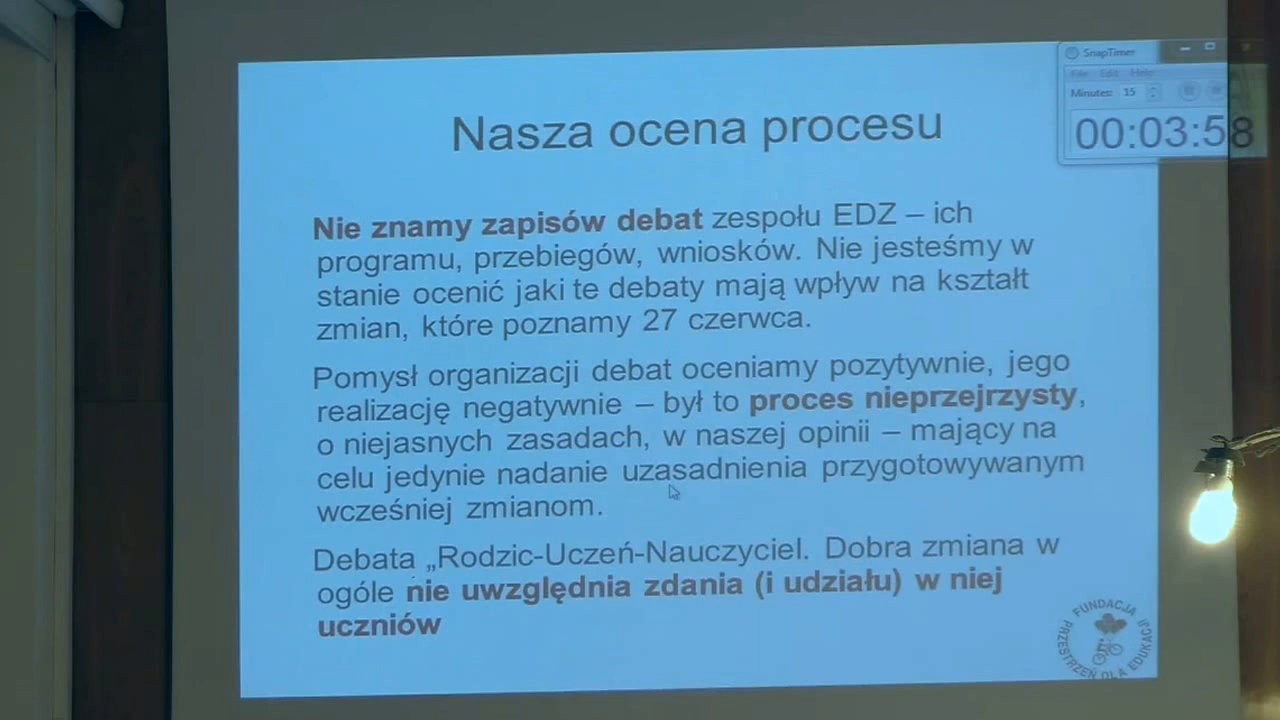 SnapTimer
File Edit Help
Minutes: 15
00:03:58
Nasza ocena procesu
Nie znamy zapisów debat zespołu EDZ – ich
programu, przebiegów, wniosków. Nie jesteśmy w
stanie ocenić jaki te debaty mają wpływ na kształt
zmian, które poznamy 27 czerwca.
Pomysł organizacji debat oceniamy pozytywnie, jego
realizację negatywnie – był to proces nieprzejrzysty,
o niejasnych zasadach, w naszej opinii – mający na
celu jedynie nadanie uzasadnienia przygotowywanym
wcześniej zmianom.
Debata „Rodzic-Uczeń-Nauczyciel. Dobra zmiana w
ogóle nie uwzględnia zdania (i udziału) w niej
uczniów
FUNDACJA
PRZESTRZEŃ DLA EDUKACJI